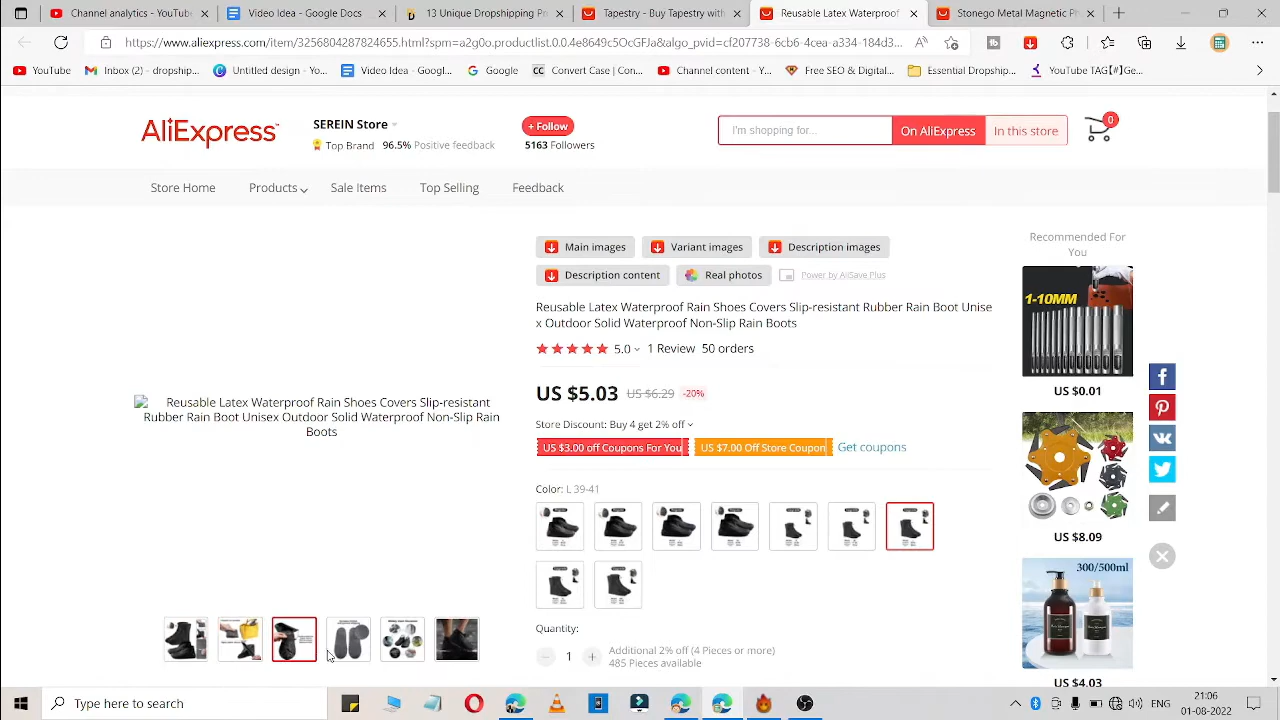 Channel analytics - YouTube
Video Idea - Google Docs
13 Unique Dropshipping Pr
Tapestry - Buy tapestry with
Reusable Latex Waterproof
Stonego Metal Magnetic Ph
https://www.aliexpress.com/item/3256804287824655.html?spm=a2g0o.productlist.0.0.4e8649c5OcGFJa&algo_pvid=cf207738-6cb6-4cea-a334-184d3...
YouTube
Inbox (2) - dropship...
Untitled design - Yo...
Video Idea - Googl...
Google
Convert Case | Con...
Channel content - Y...
Free SEO & Digital...
Essential Dropship...
YouTube TAG【#Ge...
AliExpress
SEREIN Store
Top Brand 96.5% Positive feedback
+ Follow
5163 Followers
I'm shopping for...
On AliExpress
In this store
0
Store Home
Products
Sale Items
Top Selling
Feedback
Main images
Variant images
Description images
Description content
Real photos
Power by AliSave Plus
Reusable Latex Waterproof Rain Shoes Covers Slip-resistant Rubber Rain Boot Unise
x Outdoor Solid Waterproof Non-Slip Rain Boots
5.0 1 Review 50 orders
US $5.03 US $6.29 -20%
Store Discount: Buy 4 get 2% off
US $3.00 off Coupons For You
US $7.00 Off Store Coupon
Get coupons
Color: L 39-41
Quantity:
1
Additional 2% off (4 Pieces or more)
485 Pieces available
Reusable Latex Waterproof Rain Shoes Covers Slip-resistant
Rubber Rain Boot Unisex Outdoor Solid Waterproof Non-Slip Rain
Boots
Recommended For
You
1-10MM
US $0.01
US $8.09
300/500ml
US $4.03
Type here to search
ENG
21:06
01-08-2022